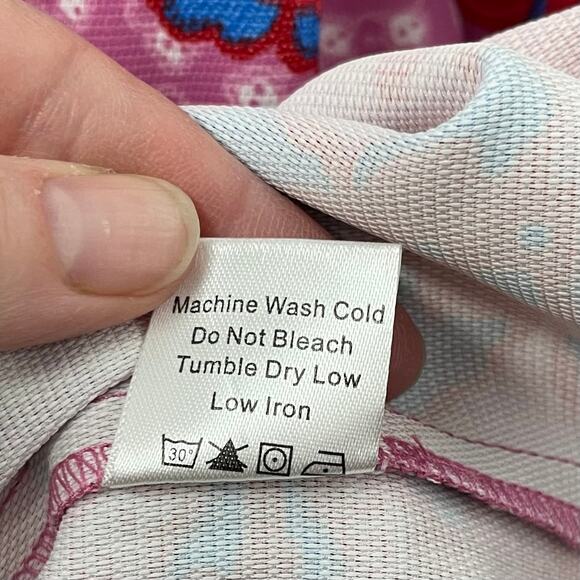 Machine Wash Cold
Do Not Bleach
Tumble Dry Low
Low Iron
30°